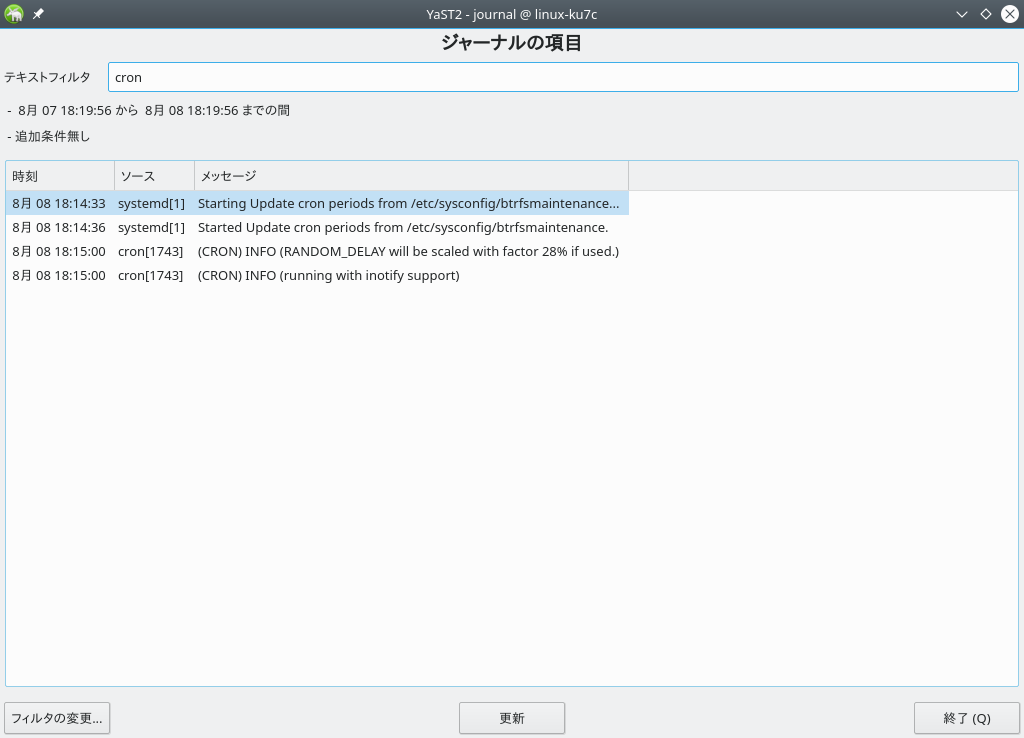 YaST2 - journal @ linux-ku7c
ジャーナルの項目
テキストフィルタ cron
- 8月 07 18:19:56 から 8月 08 18:19:56 までの間
- 追加条件無し
時刻 ソース メッセージ
8月 08 18:14:33 systemd[1] Starting Update cron periods from /etc/sysconfig/btrfsmaintenance...
8月 08 18:14:36 systemd[1] Started Update cron periods from /etc/sysconfig/btrfsmaintenance.
8月 08 18:15:00 cron[1743] (CRON) INFO (RANDOM_DELAY will be scaled with factor 28% if used.)
8月 08 18:15:00 cron[1743] (CRON) INFO (running with inotify support)
フィルタの変更... 更新 終了 (Q)